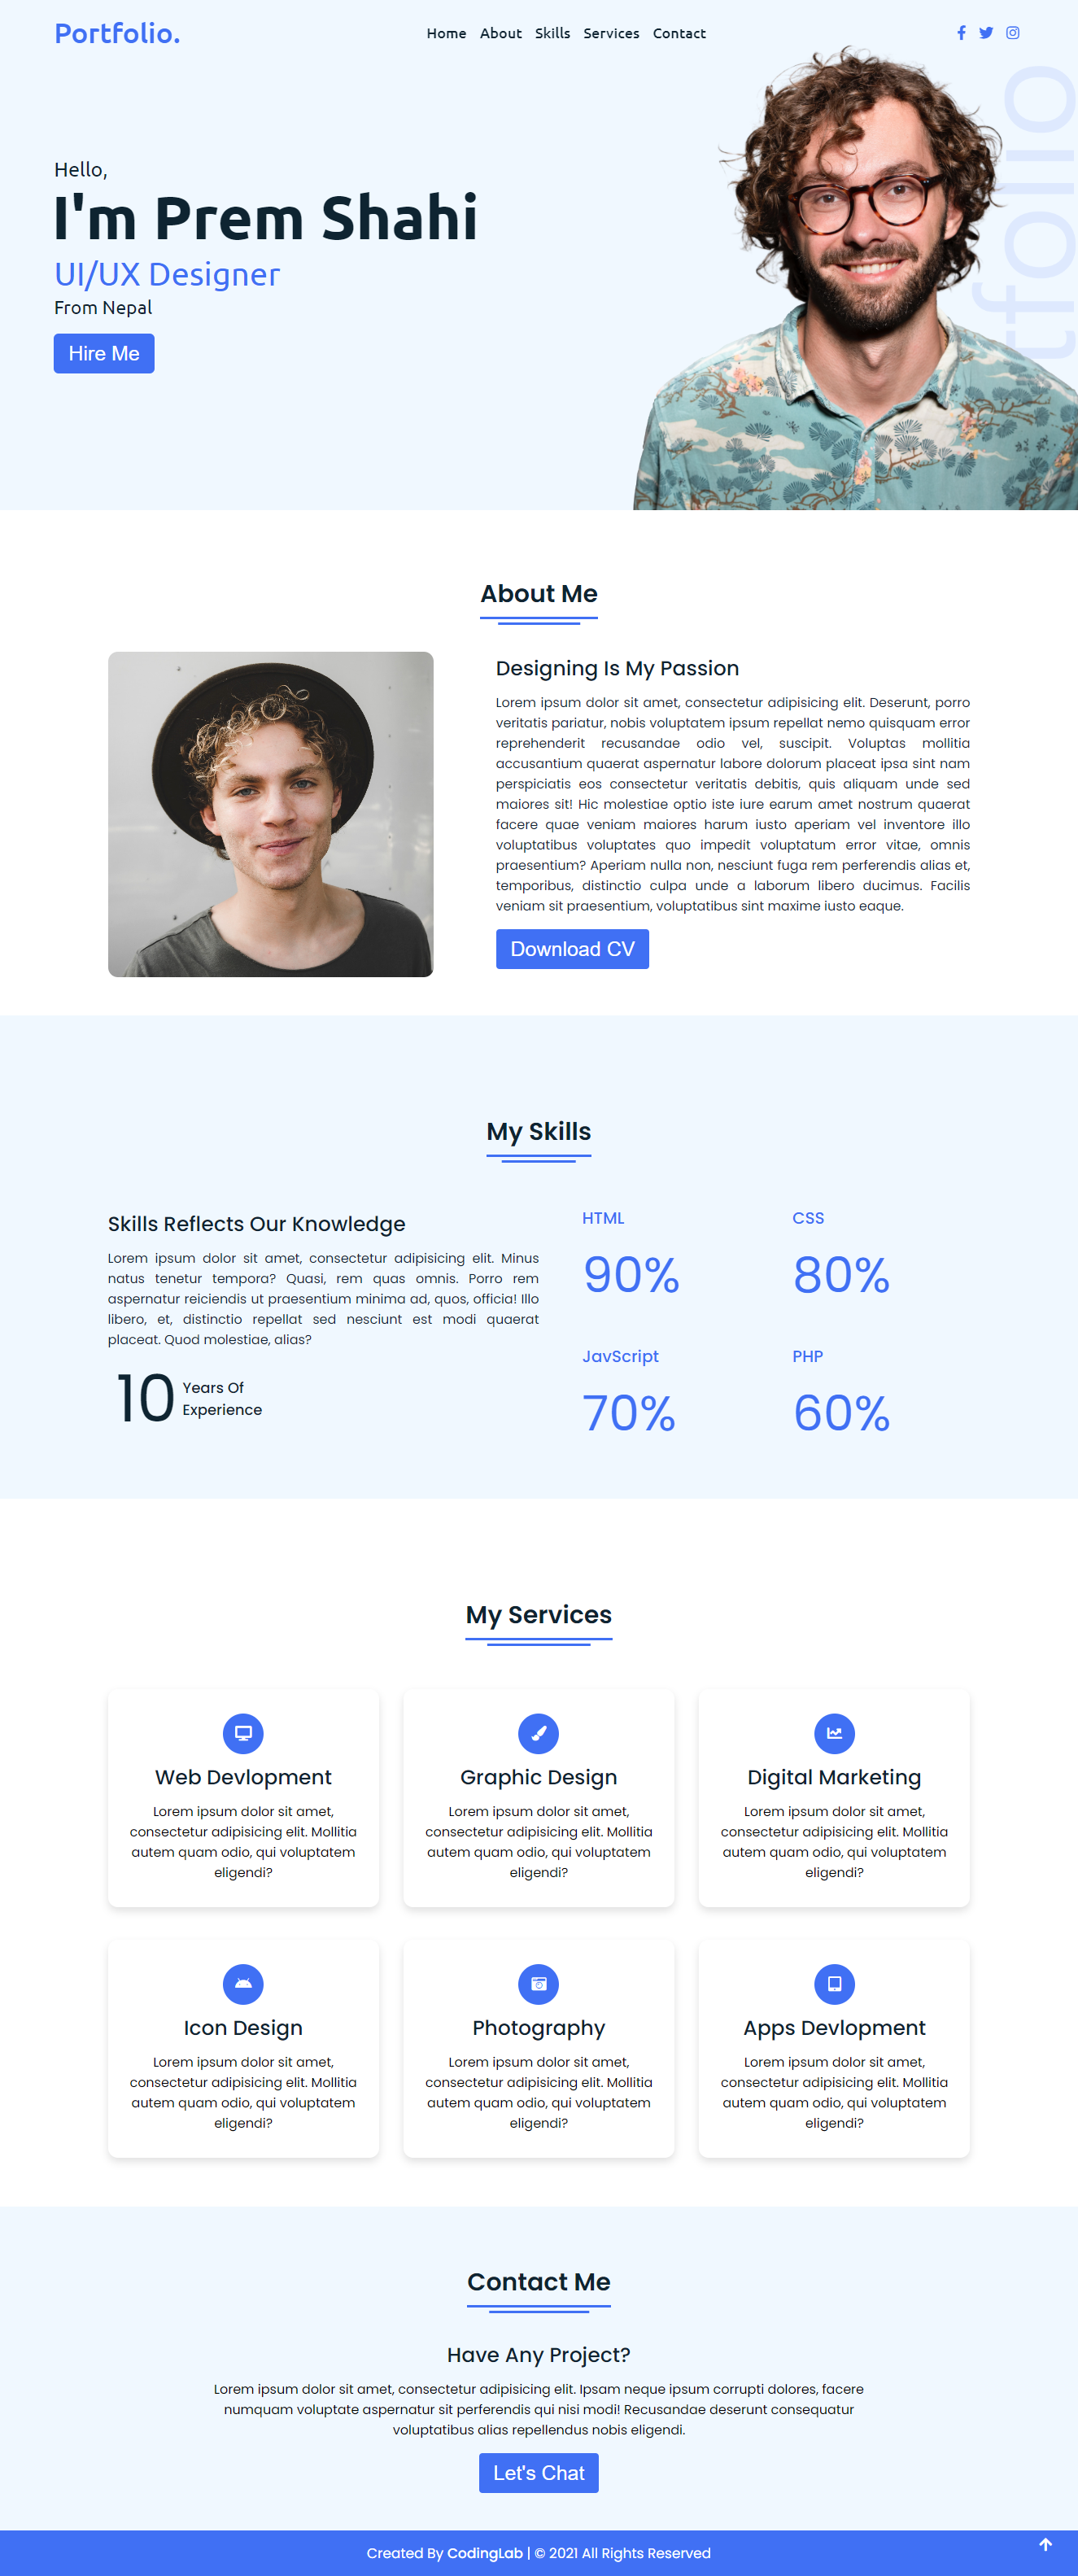 Portfolio.
Home About Skills Services Contact
tfolio
Hello,
I'm Prem Shahi
UI/UX Designer
From Nepal
Hire Me
About Me
Designing Is My Passion
Lorem ipsum dolor sit amet, consectetur adipisicing elit. Deserunt, porro
veritatis pariatur, nobis voluptatem ipsum repellat nemo quisquam error
reprehenderit recusandae odio vel, suscipit. Voluptas mollitia
accusantium quaerat aspernatur labore dolorum placeat ipsa sint nam
perspiciatis eos consectetur veritatis debitis, quis aliquam unde sed
maiores sit! Hic molestiae optio iste iure earum amet nostrum quaerat
facere quae veniam maiores harum iusto aperiam vel inventore illo
voluptatibus voluptates quo impedit voluptatum error vitae, omnis
praesentium? Aperiam nulla non, nesciunt fuga rem perferendis alias et,
temporibus, distinctio culpa unde a laborum libero ducimus. Facilis
veniam sit praesentium, voluptatibus sint maxime iusto eaque.
Download CV
My Skills
Skills Reflects Our Knowledge
Lorem ipsum dolor sit amet, consectetur adipisicing elit. Minus
natus tenetur tempora? Quasi, rem quas omnis. Porro rem
aspernatur reiciendis ut praesentium minima ad, quos, officia! Illo
libero, et, distinctio repellat sed nesciunt est modi quaerat
placeat. Quod molestiae, alias?
10
Years Of
Experience
HTML
90%
CSS
80%
JavScript
70%
PHP
60%
My Services
Web Devlopment
Lorem ipsum dolor sit amet,
consectetur adipisicing elit. Mollitia
autem quam odio, qui voluptatem
eligendi?
Graphic Design
Lorem ipsum dolor sit amet,
consectetur adipisicing elit. Mollitia
autem quam odio, qui voluptatem
eligendi?
Digital Marketing
Lorem ipsum dolor sit amet,
consectetur adipisicing elit. Mollitia
autem quam odio, qui voluptatem
eligendi?
Icon Design
Lorem ipsum dolor sit amet,
consectetur adipisicing elit. Mollitia
autem quam odio, qui voluptatem
eligendi?
Photography
Lorem ipsum dolor sit amet,
consectetur adipisicing elit. Mollitia
autem quam odio, qui voluptatem
eligendi?
Apps Devlopment
Lorem ipsum dolor sit amet,
consectetur adipisicing elit. Mollitia
autem quam odio, qui voluptatem
eligendi?
Contact Me
Have Any Project?
Lorem ipsum dolor sit amet, consectetur adipisicing elit. Ipsam neque ipsum corrupti dolores, facere
numquam voluptate aspernatur sit perferendis qui nisi modi! Recusandae deserunt consequatur
voluptatibus alias repellendus nobis eligendi.
Let's Chat
Created By CodingLab | © 2021 All Rights Reserved